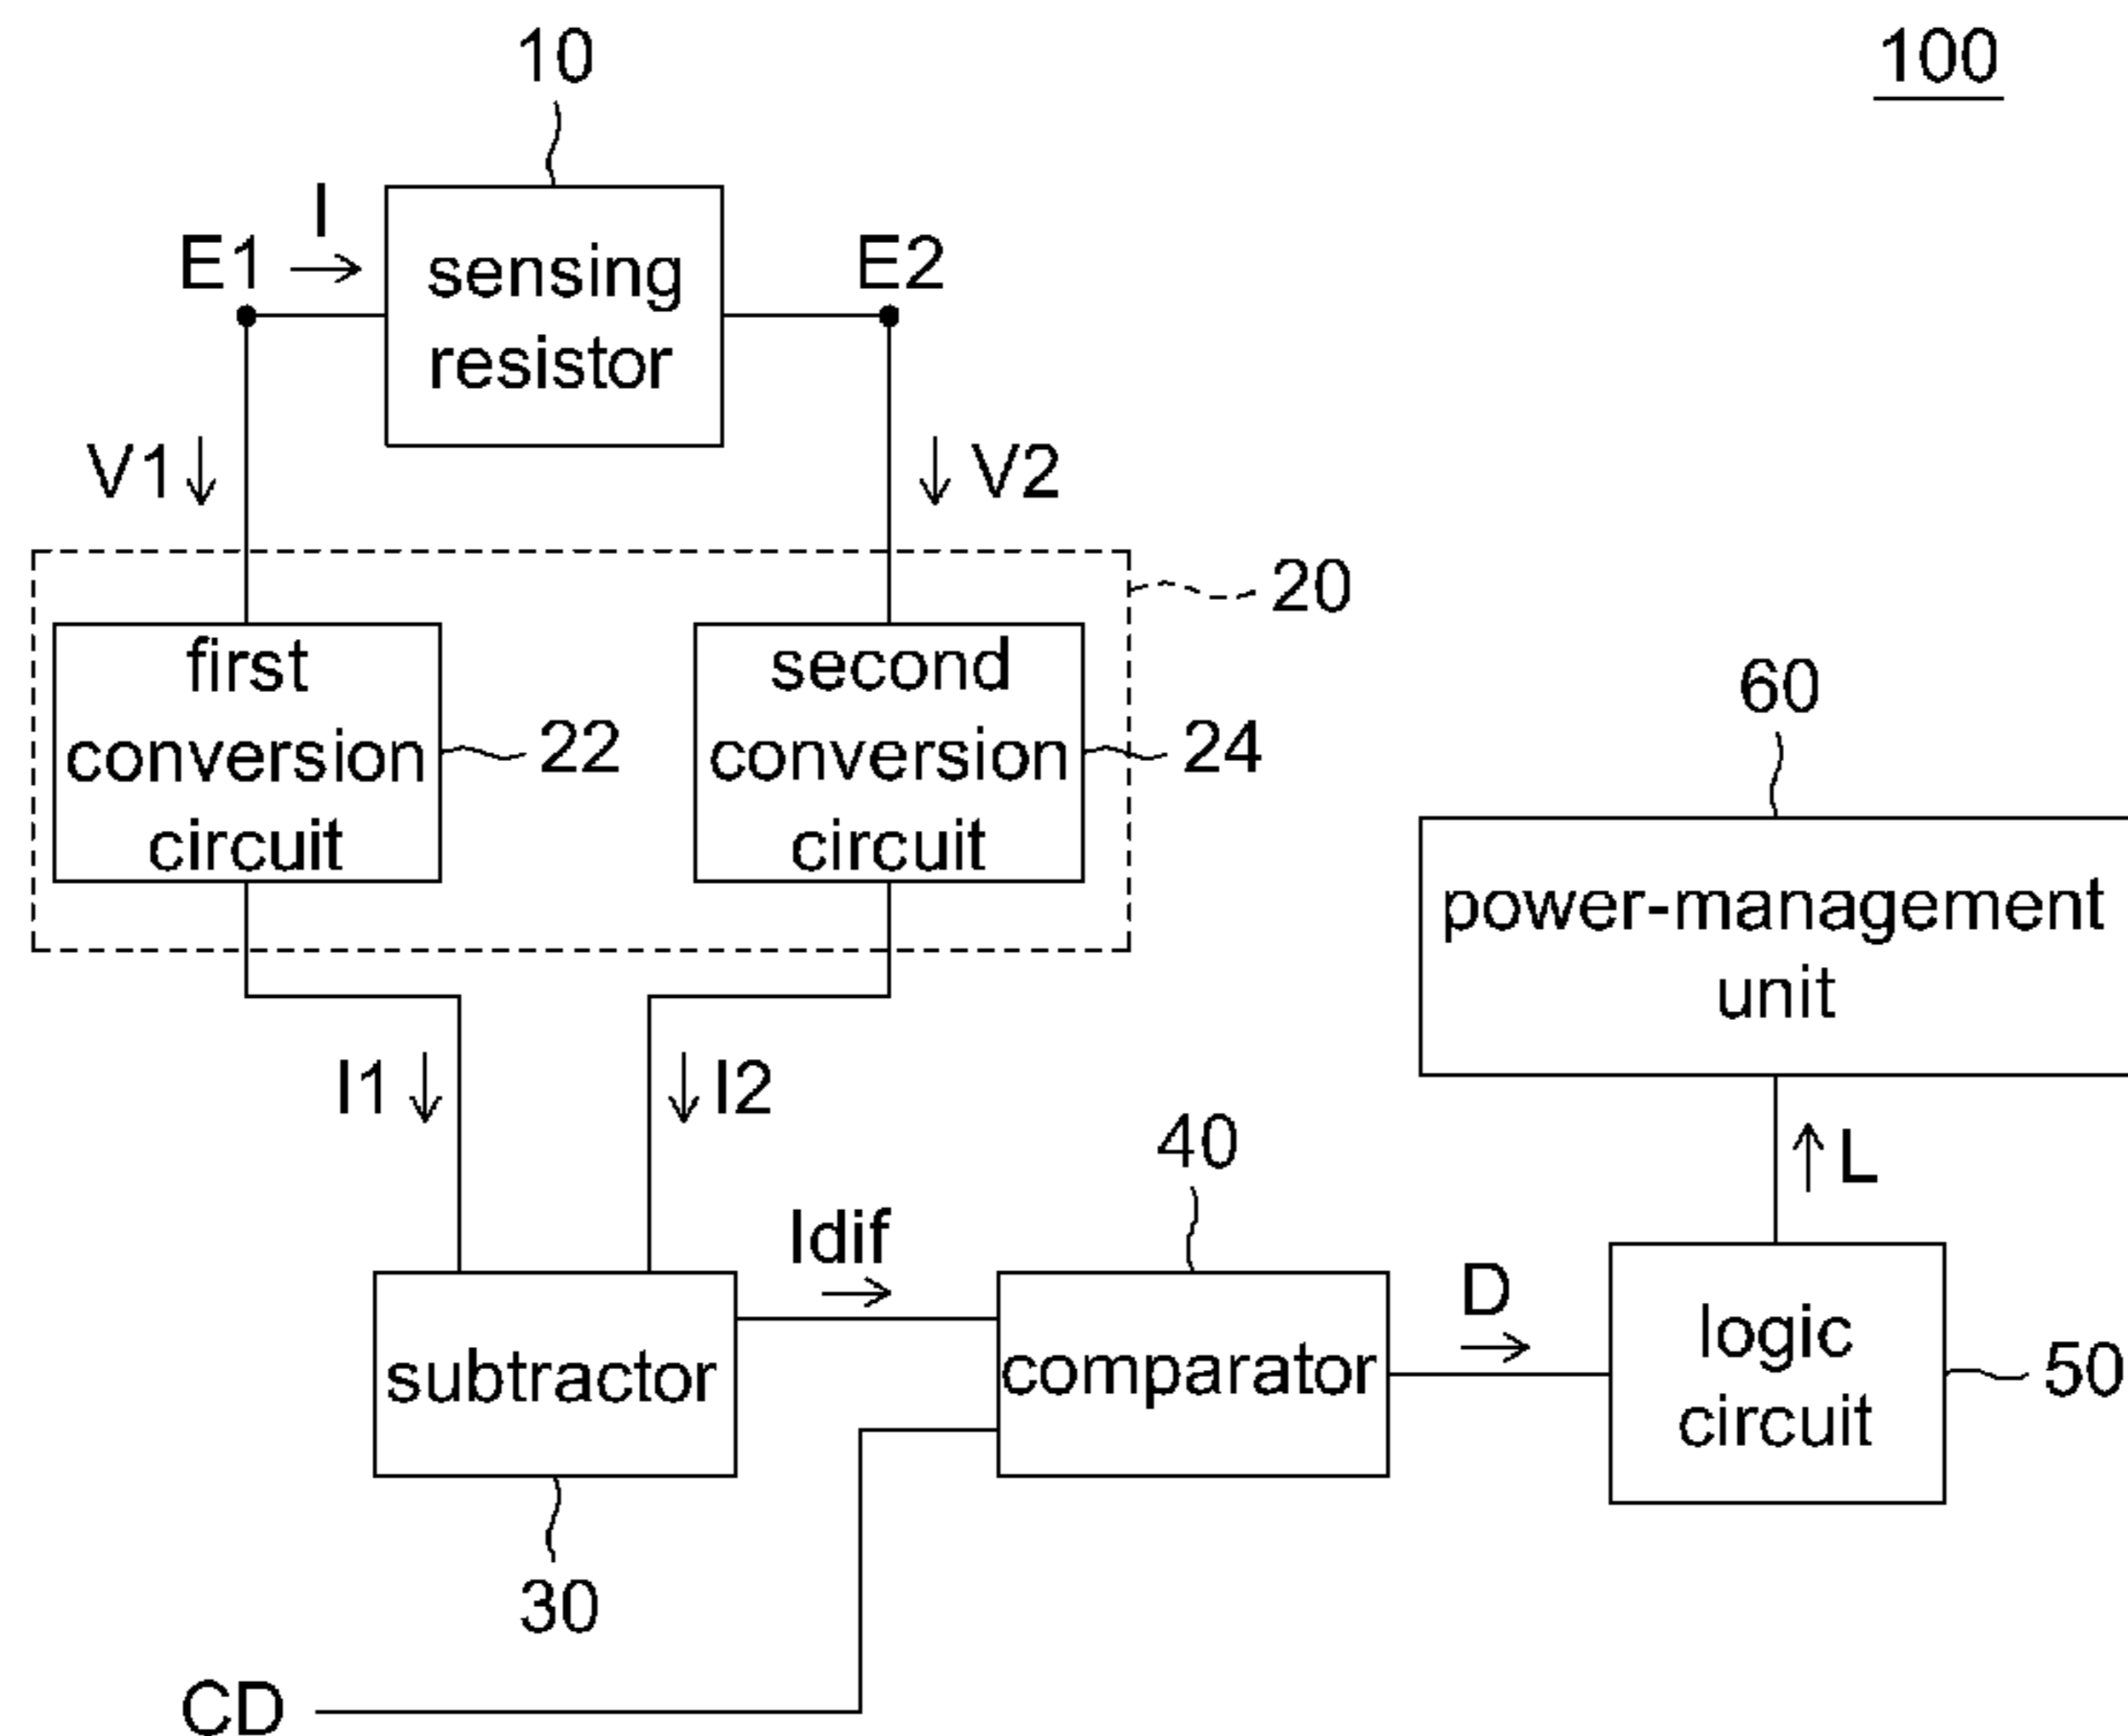 10
100
I
E1
E2
sensing
resistor
V1
V2
20
first
conversion
circuit
22
second
conversion
circuit
24
60
power-management
unit
I1
I2
40
L
Idif
D
subtractor
comparator
logic
circuit
50
30
CD